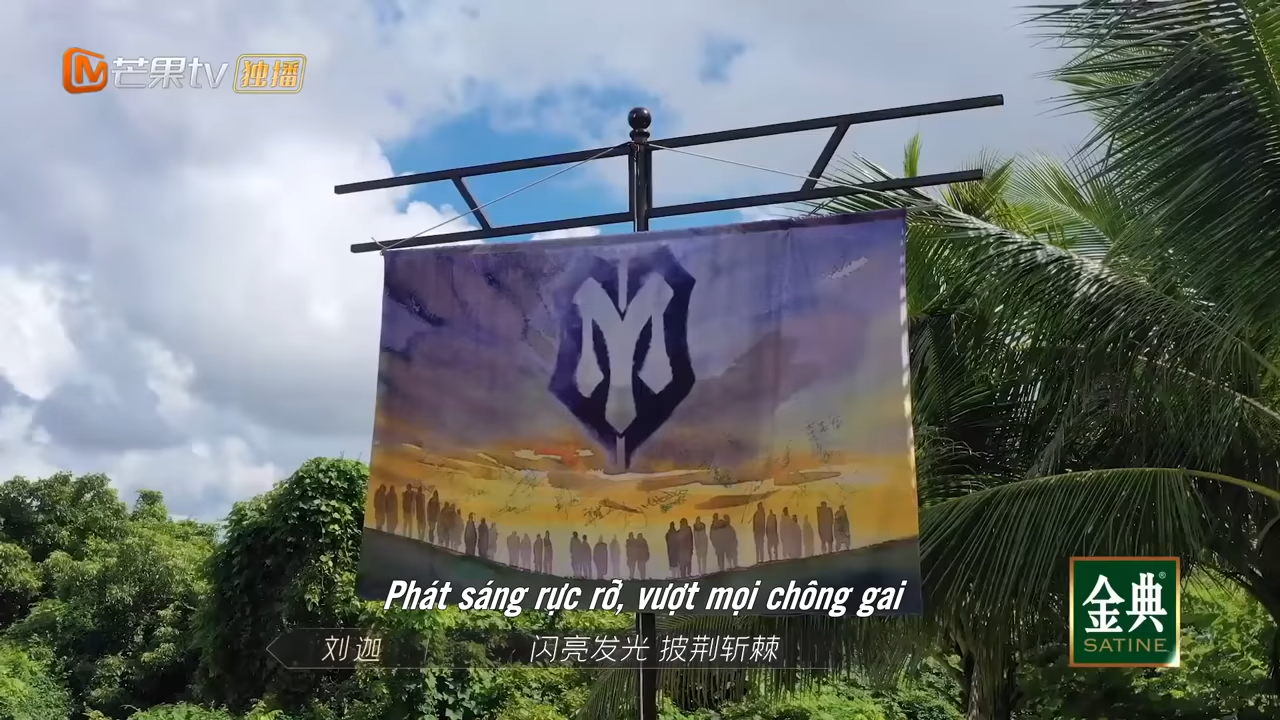 芒果tv 独播
Phát sáng rực rỡ, vượt mọi chông gai
刘迦 闪亮发光 披荆斩棘
金典®
SATINE